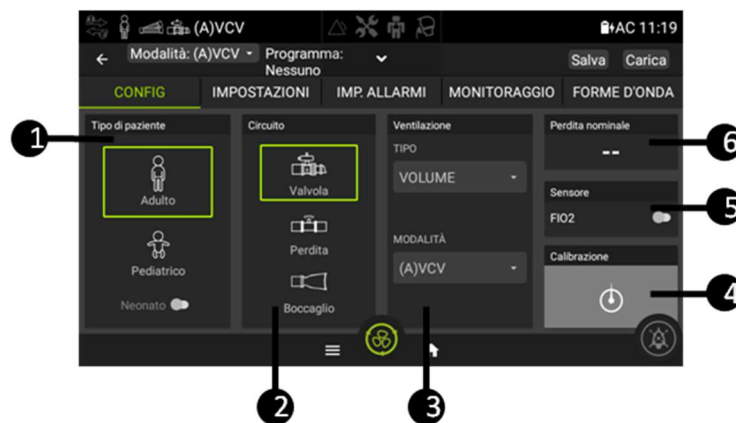 (A)VCV
AC 11:19
Modalità: (A)VCV
Programma:
Nessuno
Salva
Carica
CONFIG
IMPOSTAZIONI
IMP. ALLARMI
MONITORAGGIO
FORME D'ONDA
1
Tipo di paziente
Adulto
Pediatrico
Neonato
Circuito
Valvola
Perdita
Boccaglio
Ventilazione
TIPO
VOLUME
MODALITÀ
(A)VCV
Perdita nominale
--
6
Sensore
FIO2
5
Calibrazione
4
2
3